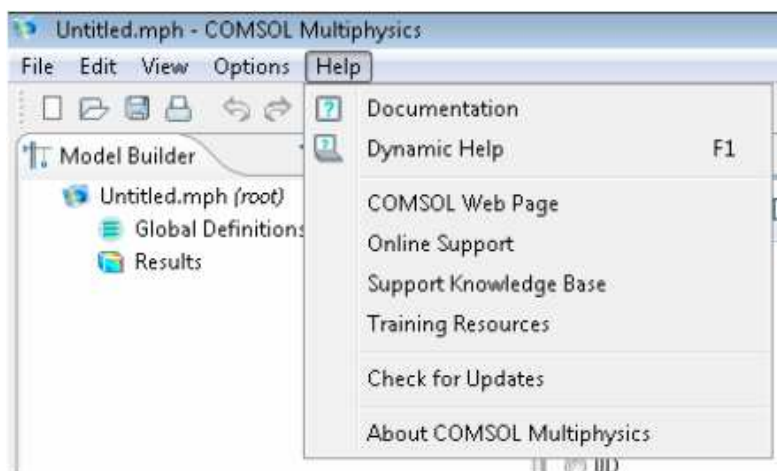 Untitled.mph - COMSOL Multiphysics
File Edit View Options Help
Documentation
Model Builder
Dynamic Help F1
Untitled.mph (root)
COMSOL Web Page
Global Definitions
Online Support
Results
Support Knowledge Base
Training Resources
Check for Updates
About COMSOL Multiphysics